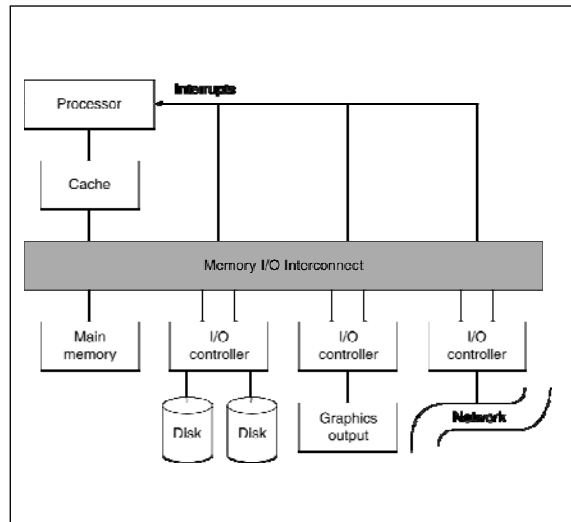 Interrupts
Processor
Cache
Memory I/O Interconnect
Main
memory
I/O
controller
I/O
controller
I/O
controller
Disk
Disk
Graphics
output
Network